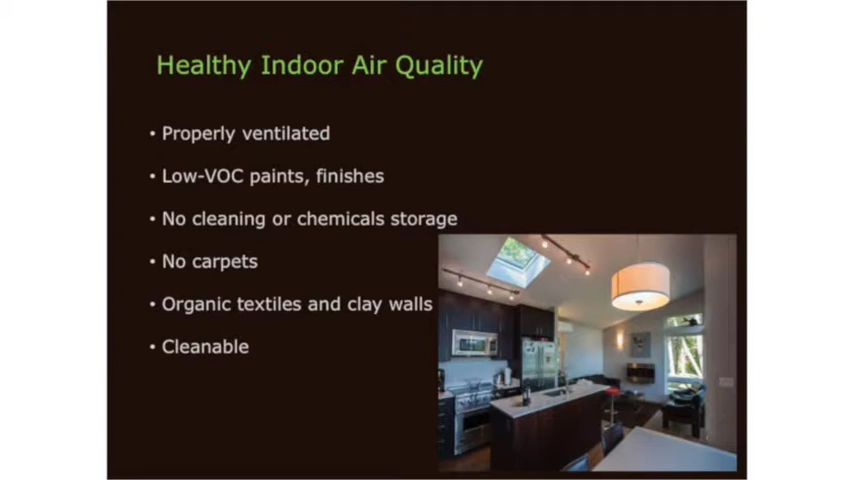 Healthy Indoor Air Quality
• Properly ventilated
• Low-VOC paints, finishes
• No cleaning or chemicals storage
• No carpets
• Organic textiles and clay walls
• Cleanable